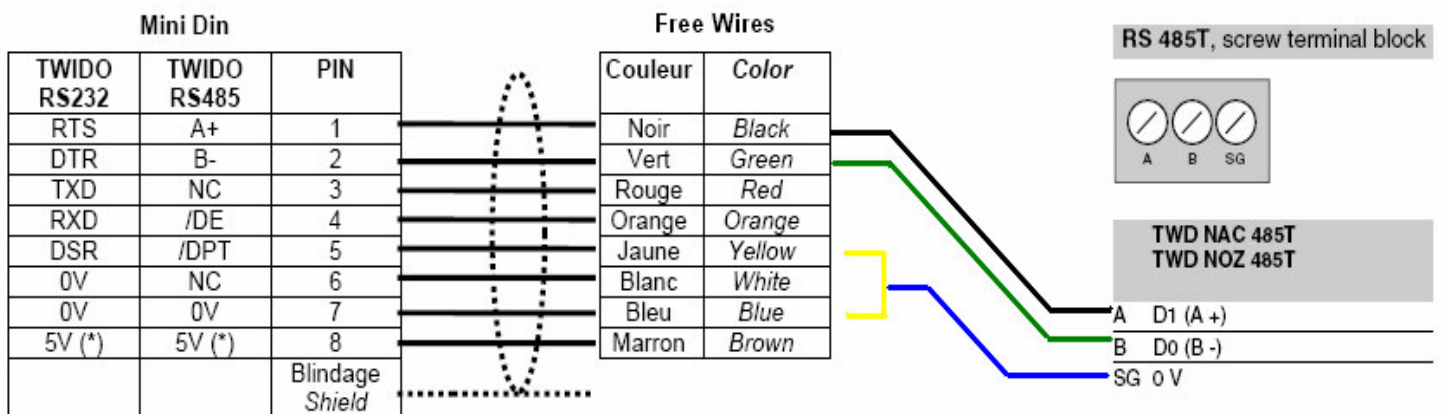 Mini Din
Free Wires
RS 485T, screw terminal block
TWIDO RS232 TWIDO RS485 PIN
Couleur Color
RTS A+ 1 Noir Black
DTR B- 2 Vert Green
TXD NC 3 Rouge Red
RXD /DE 4 Orange Orange
DSR /DPT 5 Jaune Yellow
0V NC 6 Blanc White
0V 0V 7 Bleu Blue
5V (*) 5V (*) 8 Marron Brown
Blindage
Shield
A B SG
TWD NAC 485T
TWD NOZ 485T
A D1 (A +)
B D0 (B -)
SG 0 V